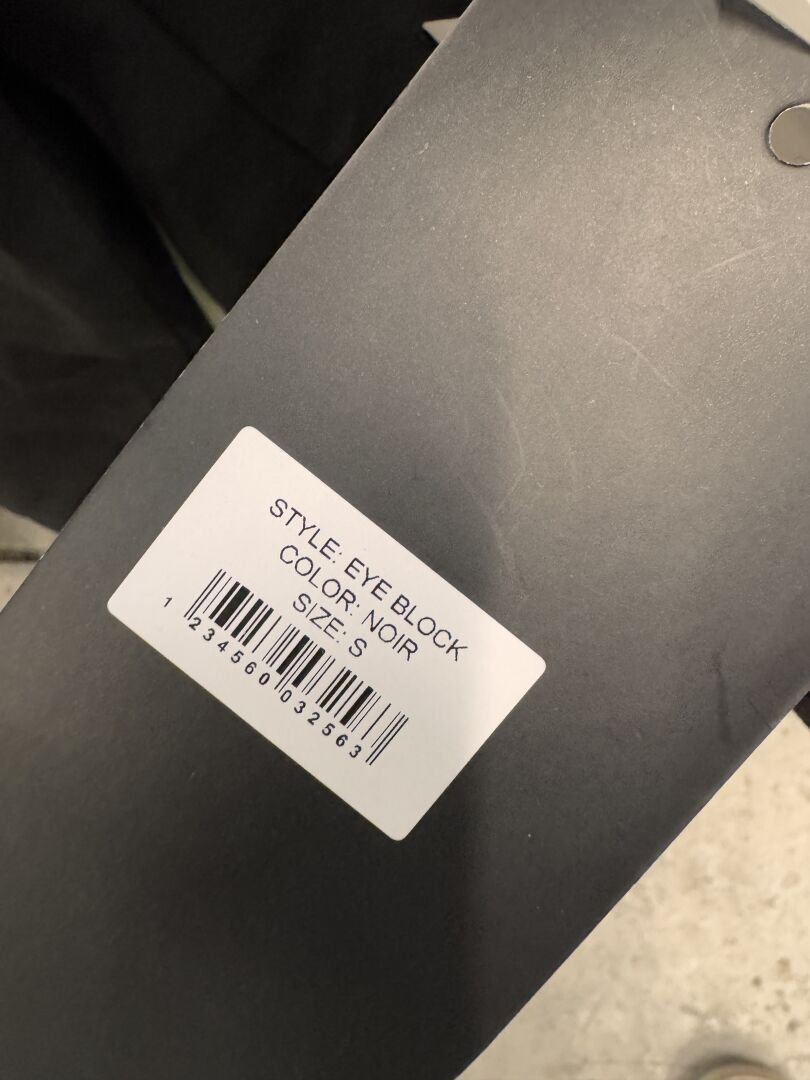 STYLE: EYE BLOCK
COLOR: NOIR
SIZE: S
1 234560 032563